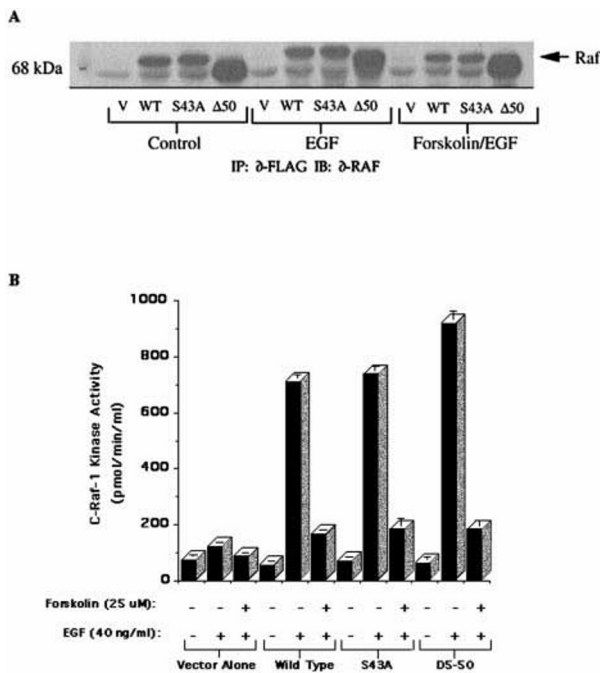 A
68 kDa
Raf
V WT S43A Δ50 V WT S43A Δ50 V WT S43A Δ50
Control EGF Forskolin/EGF
IP: ∂-FLAG IB: ∂-RAF
B
C-Raf-1 Kinase Activity
(pmol/min/ml)
1000
800
600
400
200
0
Forskolin (25 uM): - - + - - + - - + - - +
EGF (40 ng/ml): - + + - + + - + + - + +
Vector Alone Wild Type S43A D5-50